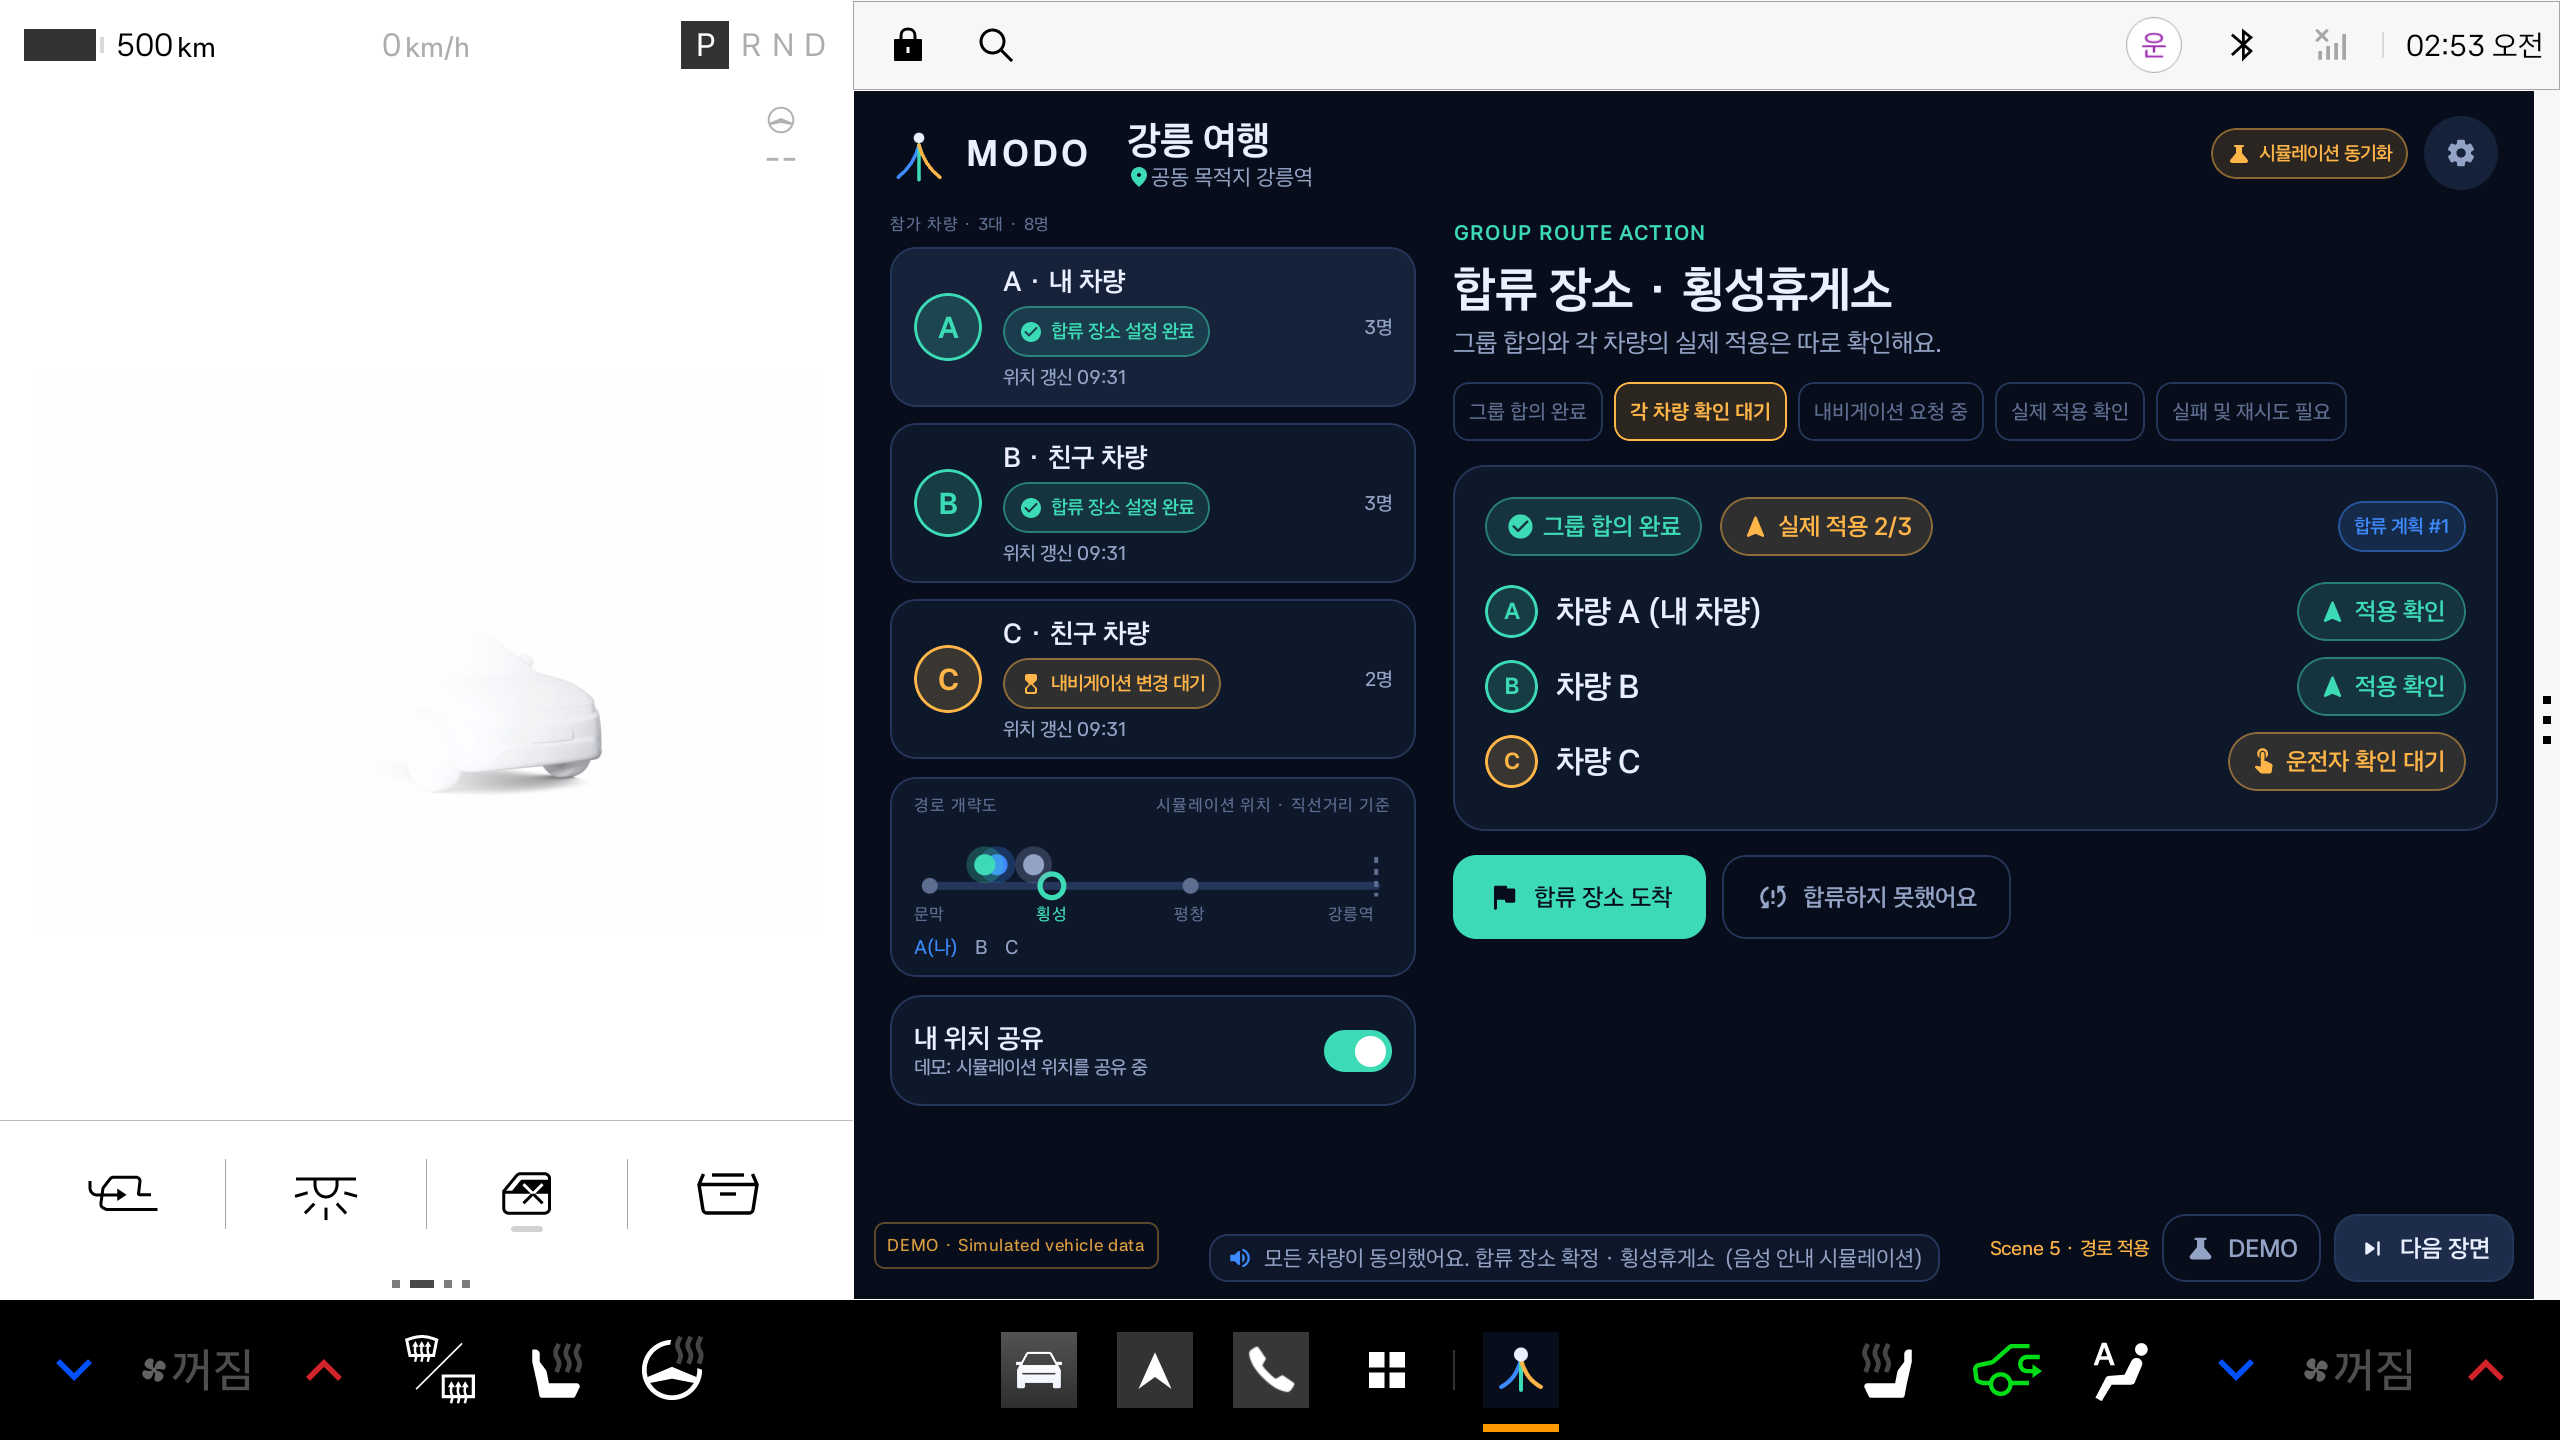 500 km
0 km/h
P R N D
운
02:53 오전
MODO
강릉 여행
공동 목적지 강릉역
시뮬레이션 동기화
참가 차량 · 3대 · 8명
A
A · 내 차량
합류 장소 설정 완료
위치 갱신 09:31
3명
B
B · 친구 차량
합류 장소 설정 완료
위치 갱신 09:31
3명
C
C · 친구 차량
내비게이션 변경 대기
위치 갱신 09:31
2명
경로 개략도
시뮬레이션 위치 · 직선거리 기준
문막
횡성
평창
강릉역
A(나) B C
내 위치 공유
데모: 시뮬레이션 위치를 공유 중
GROUP ROUTE ACTION
합류 장소 · 횡성휴게소
그룹 합의와 각 차량의 실제 적용은 따로 확인해요.
그룹 합의 완료
각 차량 확인 대기
내비게이션 요청 중
실제 적용 확인
실패 및 재시도 필요
그룹 합의 완료
실제 적용 2/3
합류 계획 #1
A 차량 A (내 차량)
적용 확인
B 차량 B
적용 확인
C 차량 C
운전자 확인 대기
합류 장소 도착
합류하지 못했어요
DEMO · Simulated vehicle data
모든 차량이 동의했어요. 합류 장소 확정 · 횡성휴게소 (음성 안내 시뮬레이션)
Scene 5 · 경로 적용
DEMO
다음 장면
꺼짐
A
꺼짐